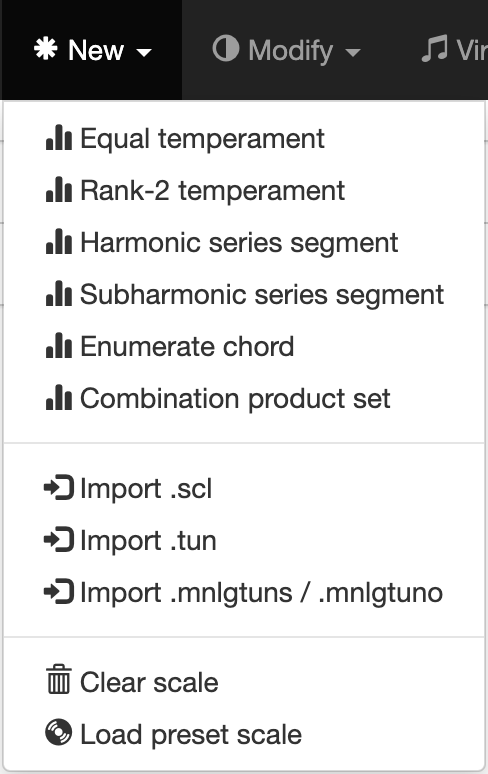 New
Modify
Equal temperament
Rank-2 temperament
Harmonic series segment
Subharmonic series segment
Enumerate chord
Combination product set
Import .scl
Import .tun
Import .mnlgtuns / .mnlgtuno
Clear scale
Load preset scale